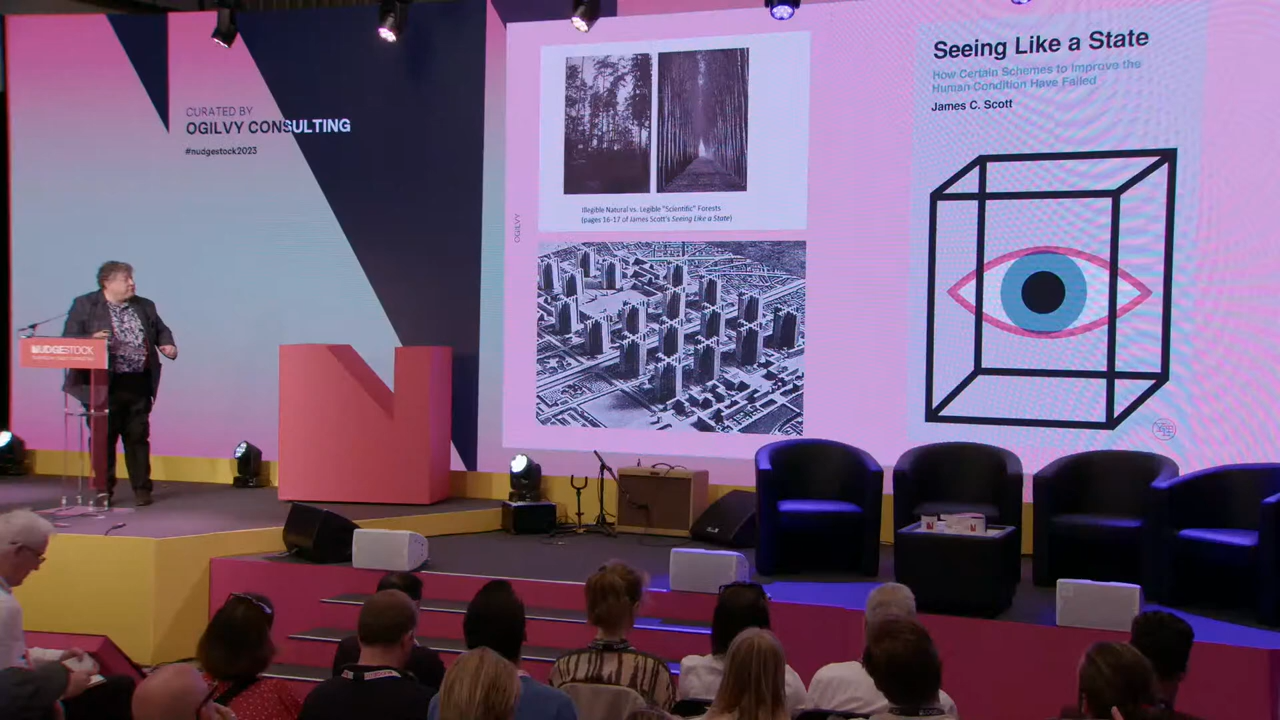 CURATED BY
OGILVY CONSULTING
#nudgestock2023
NUDGESTOCK
OGILVY
Illegible Natural vs. Legible "Scientific" Forests
(pages 16-17 of James Scott's Seeing Like a State)
Seeing Like a State
How Certain Schemes to Improve the
Human Condition Have Failed
James C. Scott
N